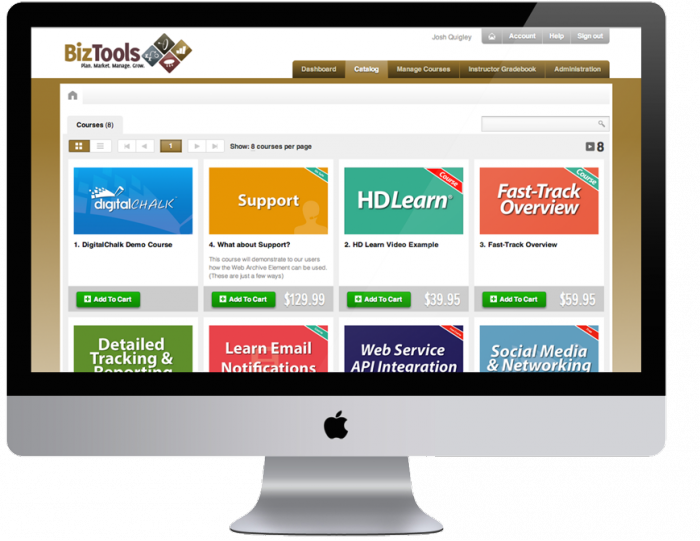 Josh Quigley
Account
Help
Sign out
BizTools
Plan. Market. Manage. Grow.
Dashboard
Catalog
Manage Courses
Instructor Gradebook
Administration
Courses (8)
1
Show: 8 courses per page
8
digitalCHALK
Support
HDLearn®
Course
Fast-Track
Overview
Course
1. DigitalChalk Demo Course
4. What about Support?
This course will demonstrate to our users
how the Web Archive Element can be used.
(These are just a few ways)
2. HD Learn Video Example
3. Fast-Track Overview
Add To Cart
Add To Cart
$129.99
Add To Cart
$39.95
Add To Cart
$59.95
Detailed
Tracking &
Reporting
Learn Email
Notifications
Web Service
API Integration
Social Media
& Networking